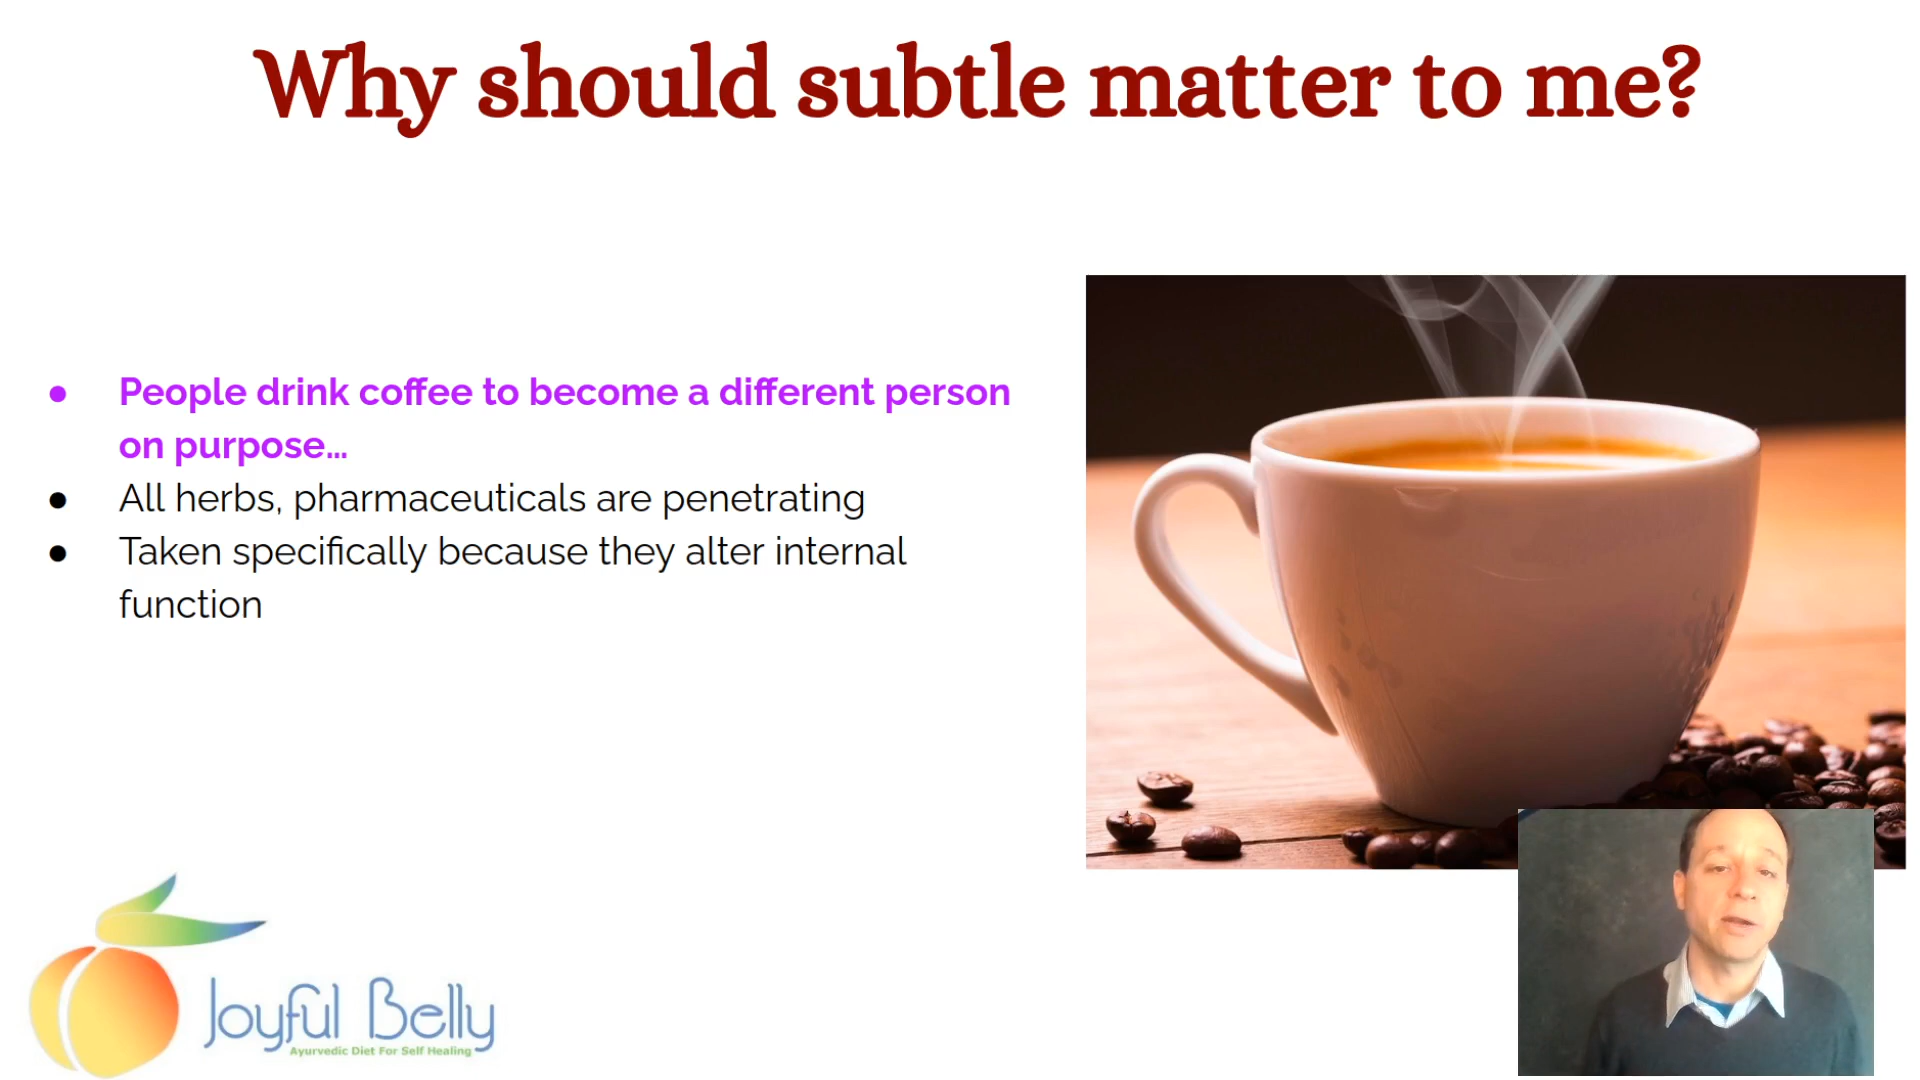 Why should subtle matter to me?
● People drink coffee to become a different person
on purpose…
● All herbs, pharmaceuticals are penetrating
● Taken specifically because they alter internal
function
Joyful Belly
Ayurvedic Diet For Self Healing